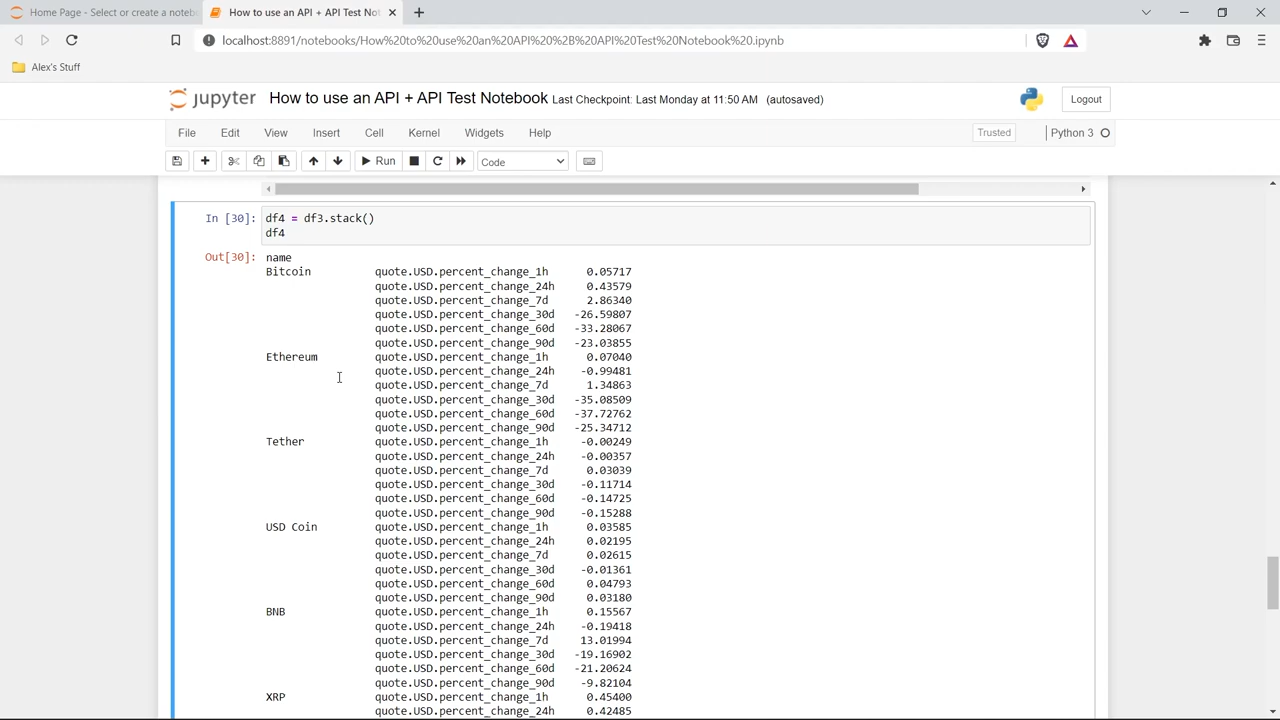 Home Page - Select or create a noteb
How to use an API + API Test Not
localhost:8891/notebooks/How%20to%20use%20an%20API%20%2B%20API%20Test%20Notebook%20.ipynb
Alex's Stuff
jupyter How to use an API + API Test Notebook Last Checkpoint: Last Monday at 11:50 AM (autosaved)
Logout
File Edit View Insert Cell Kernel Widgets Help
Trusted
Python 3
Run
Code
In [30]: df4 = df3.stack()
df4
Out[30]: name
Bitcoin quote.USD.percent_change_1h 0.05717
quote.USD.percent_change_24h 0.43579
quote.USD.percent_change_7d 2.86340
quote.USD.percent_change_30d -26.59807
quote.USD.percent_change_60d -33.28067
quote.USD.percent_change_90d -23.03855
Ethereum quote.USD.percent_change_1h 0.07040
quote.USD.percent_change_24h -0.99481
quote.USD.percent_change_7d 1.34863
quote.USD.percent_change_30d -35.08509
quote.USD.percent_change_60d -37.72762
quote.USD.percent_change_90d -25.34712
Tether quote.USD.percent_change_1h -0.00249
quote.USD.percent_change_24h -0.00357
quote.USD.percent_change_7d 0.03039
quote.USD.percent_change_30d -0.11714
quote.USD.percent_change_60d -0.14725
quote.USD.percent_change_90d -0.15288
USD Coin quote.USD.percent_change_1h 0.03585
quote.USD.percent_change_24h 0.02195
quote.USD.percent_change_7d 0.02615
quote.USD.percent_change_30d -0.01361
quote.USD.percent_change_60d 0.04793
quote.USD.percent_change_90d 0.03180
BNB quote.USD.percent_change_1h 0.15567
quote.USD.percent_change_24h -0.19418
quote.USD.percent_change_7d 13.01994
quote.USD.percent_change_30d -19.16902
quote.USD.percent_change_60d -21.20624
quote.USD.percent_change_90d -9.82104
XRP quote.USD.percent_change_1h 0.45400
quote.USD.percent_change_24h 0.42485